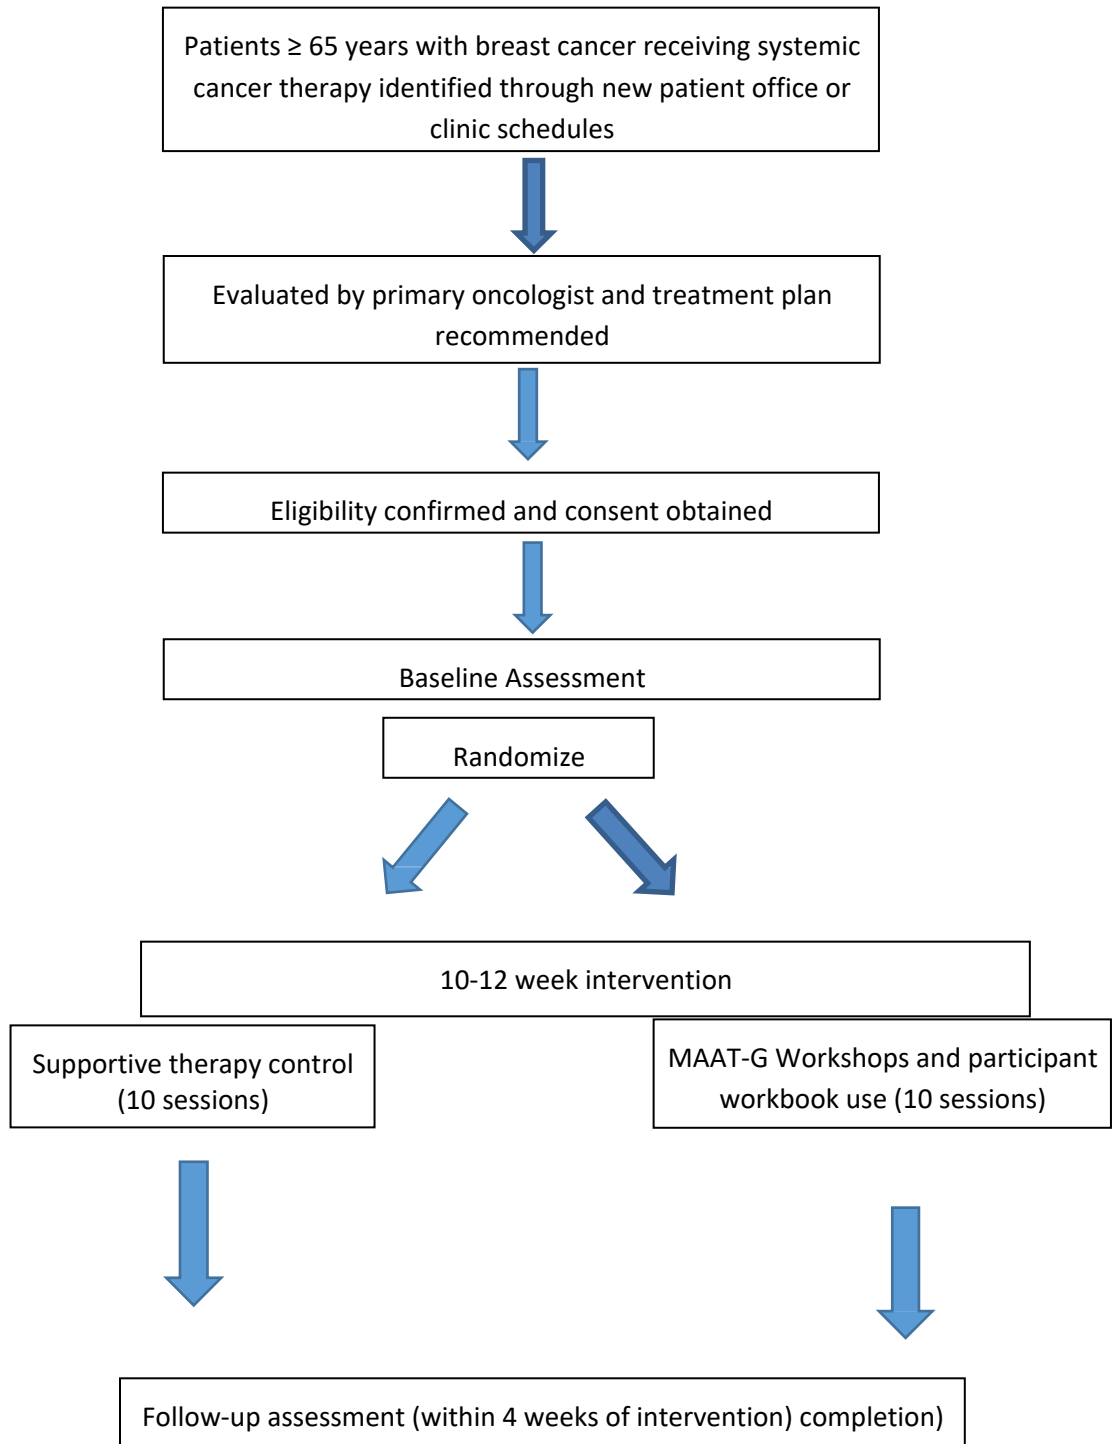 Patients ≥ 65 years with breast cancer receiving systemic
cancer therapy identified through new patient office or
clinic schedules
Evaluated by primary oncologist and treatment plan
recommended
Eligibility confirmed and consent obtained
Baseline Assessment
Randomize
10-12 week intervention
Supportive therapy control
(10 sessions)
MAAT-G Workshops and participant
workbook use (10 sessions)
Follow-up assessment (within 4 weeks of intervention) completion)